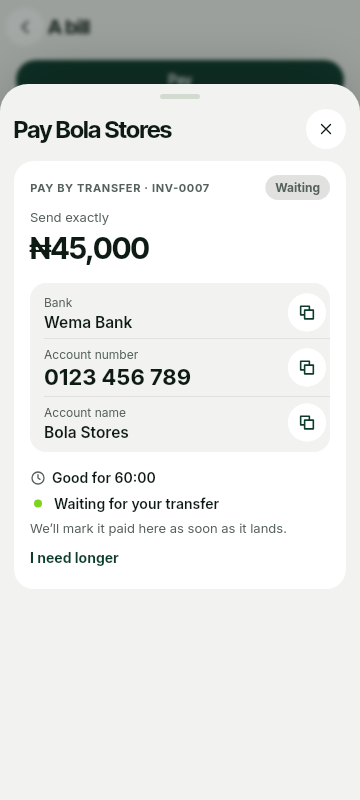 A bill
Pay
Pay Bola Stores
PAY BY TRANSFER · INV-0007
Waiting
Send exactly
₦45,000
Bank
Wema Bank
Account number
0123 456 789
Account name
Bola Stores
Good for 60:00
Waiting for your transfer
We'll mark it paid here as soon as it lands.
I need longer